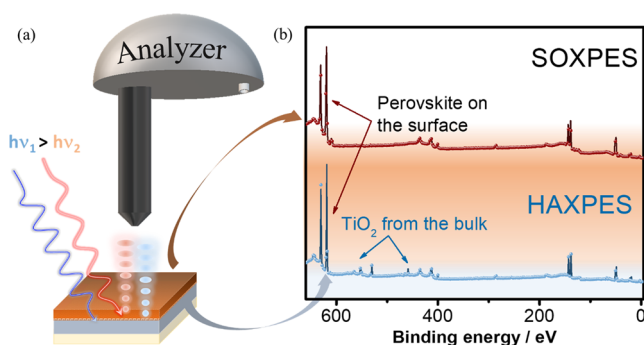 (a)
Analyzer
hν₁ > hν₂
(b)
SOXPES
Perovskite on
the surface
HAXPES
TiO₂ from the bulk
600
400
200
0
Binding energy / eV